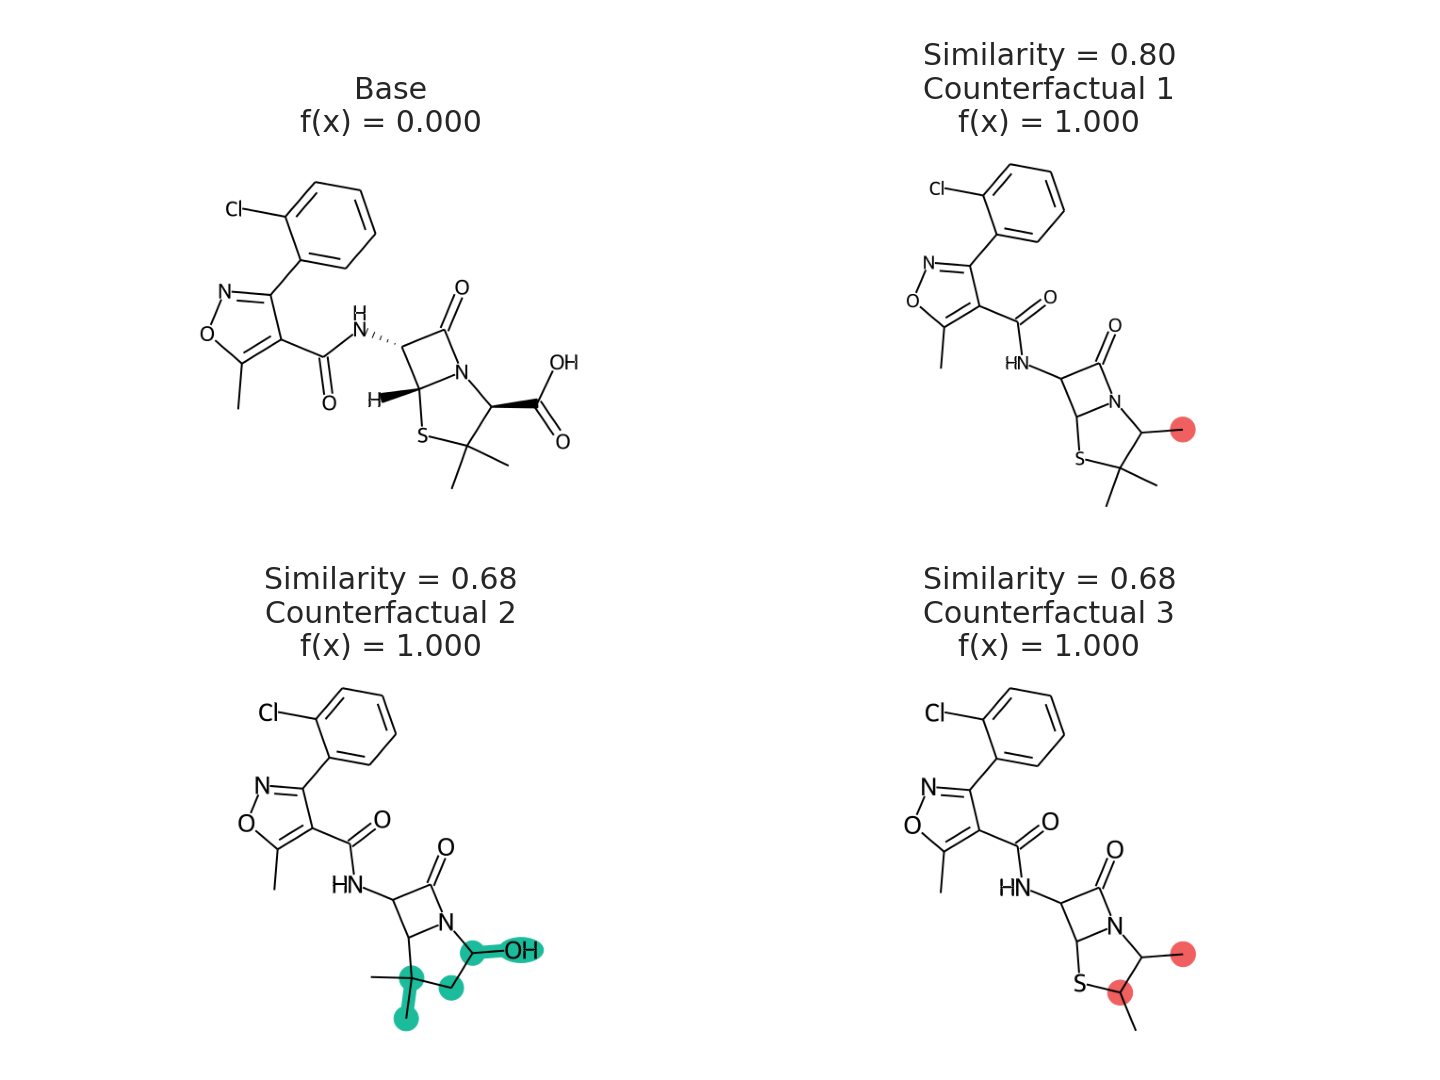 Base
f(x) = 0.000
Cl
N
O
H
N
O
O
H
N
S
OH
O
Similarity = 0.80
Counterfactual 1
f(x) = 1.000
Cl
N
O
O
HN
O
N
S
Similarity = 0.68
Counterfactual 2
f(x) = 1.000
Cl
N
O
O
HN
O
N
OH
Similarity = 0.68
Counterfactual 3
f(x) = 1.000
Cl
N
O
O
HN
O
N
S